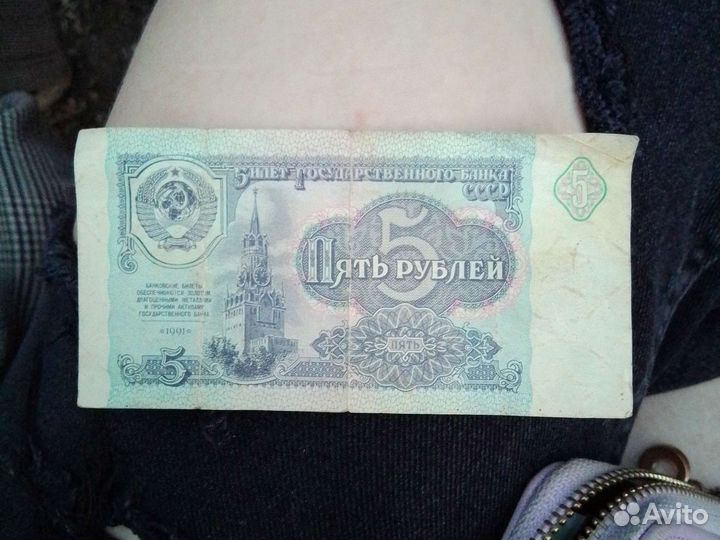 БИЛЕТ ГОСУДАРСТВЕННОГО БАНКА
СССР
5
5
ПЯТЬ РУБЛЕЙ
БАНКОВСКИЕ БИЛЕТЫ
ОБЕСПЕЧИВАЮТСЯ ЗОЛОТОМ,
ДРАГОЦЕННЫМИ МЕТАЛЛАМИ
И ПРОЧИМИ АКТИВАМИ
ГОСУДАРСТВЕННОГО БАНКА
1991
ПЯТЬ
5
5
Avito